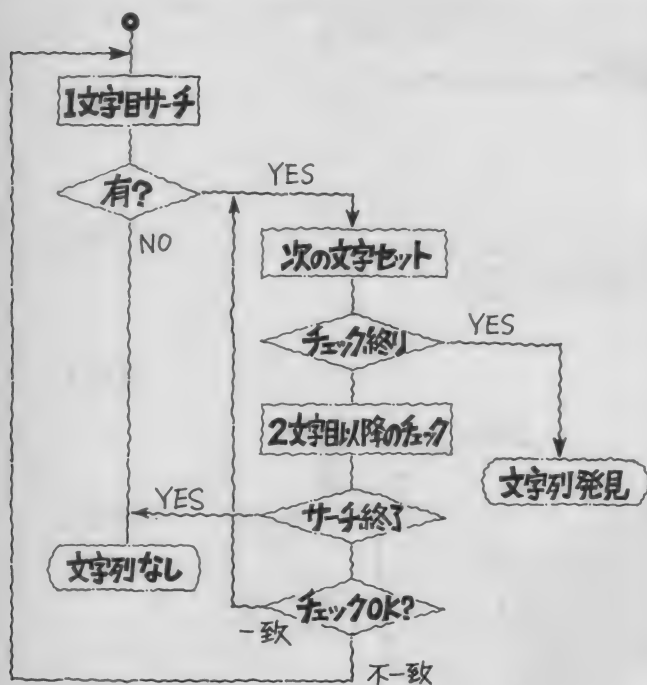 1文字目サーチ
有?
YES
NO
次の文字セット
チェック終り
YES
2文字目以降のチェック
文字列発見
サーチ終了
YES
文字列なし
チェックOK?
一致
不一致